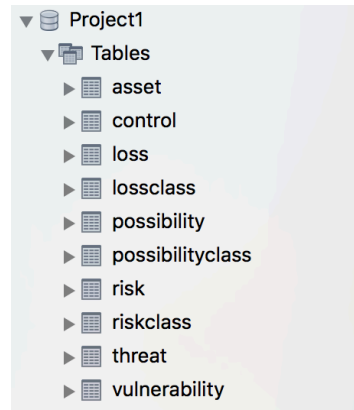 Project1
Tables
asset
control
loss
lossclass
possibility
possibilityclass
risk
riskclass
threat
vulnerability